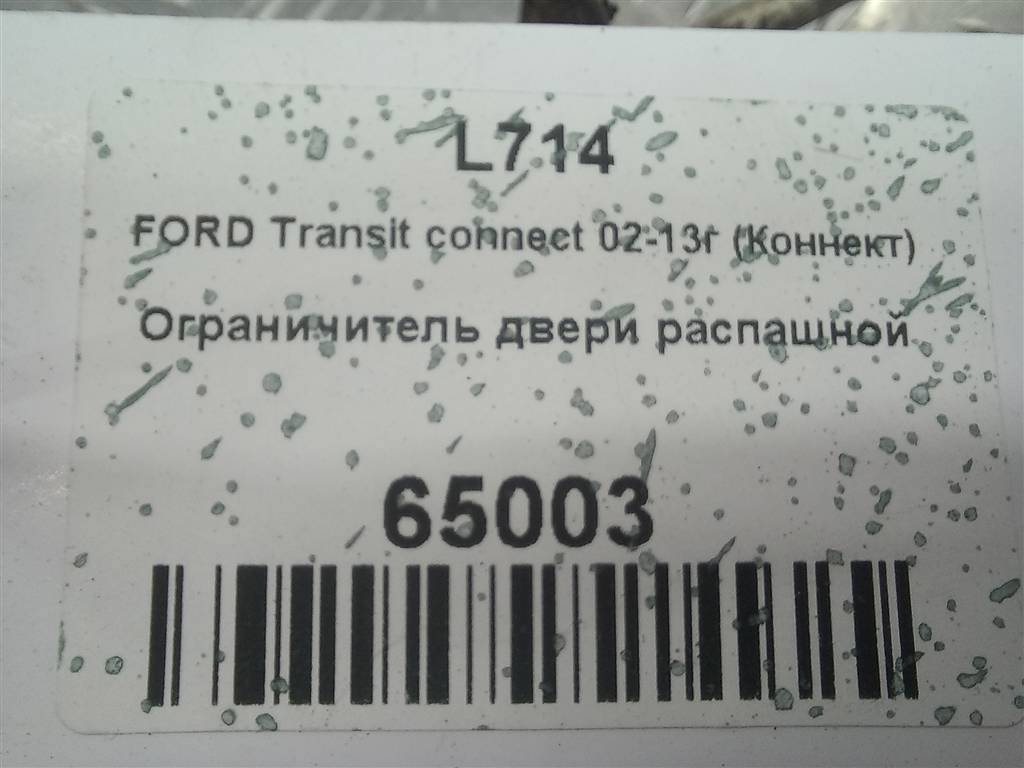 L714
FORD Transit connect 02-13г (Коннект)
Ограничитель двери распашной
65003